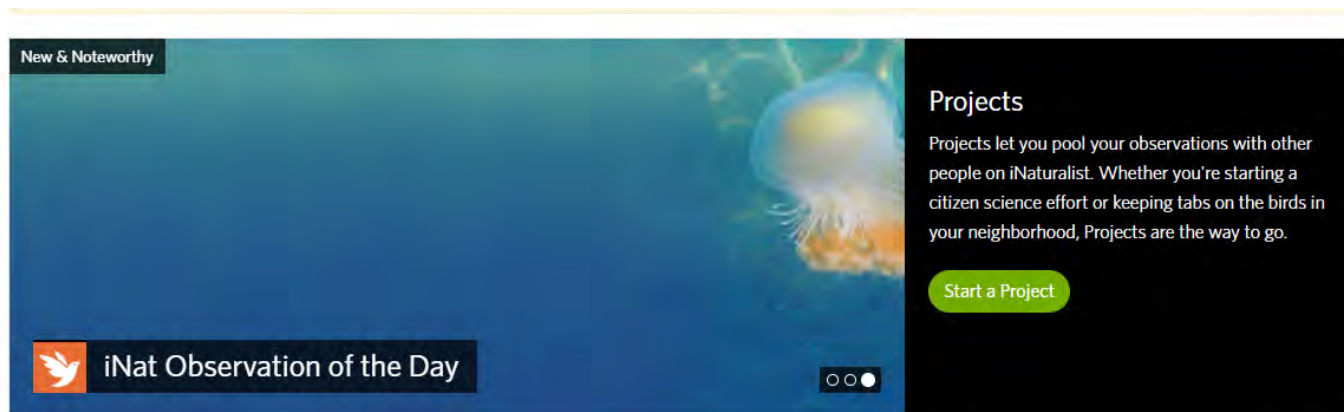 New & Noteworthy
iNat Observation of the Day
Projects
Projects let you pool your observations with other
people on iNaturalist. Whether you're starting a
citizen science effort or keeping tabs on the birds in
your neighborhood, Projects are the way to go.
Start a Project